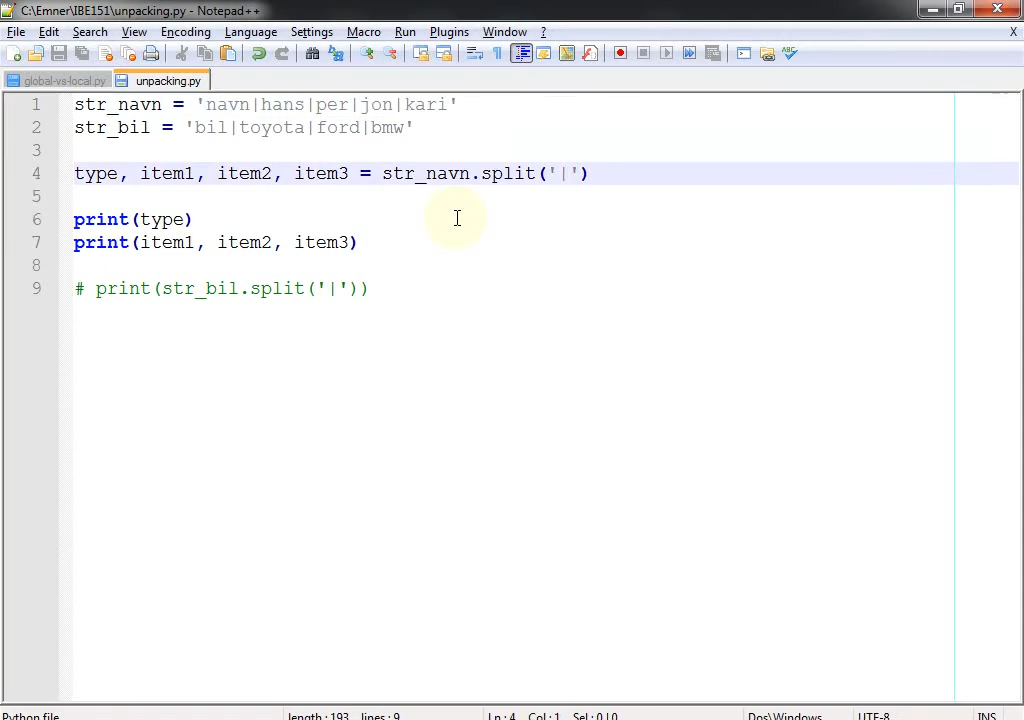 C:\Emner\IBE151\unpacking.py - Notepad++
File Edit Search View Encoding Language Settings Macro Run Plugins Window ? X
global-vs-local.py unpacking.py
1 str_navn = 'navn|hans|per|jon|kari'
2 str_bil = 'bil|toyota|ford|bmw'
3
4 type, item1, item2, item3 = str_navn.split('|')
5
6 print(type)
7 print(item1, item2, item3)
8
9 # print(str_bil.split('|'))
Python file length : 193 lines : 9 Ln : 4 Col : 1 Sel : 0 | 0 Dos\Windows UTF-8 INS